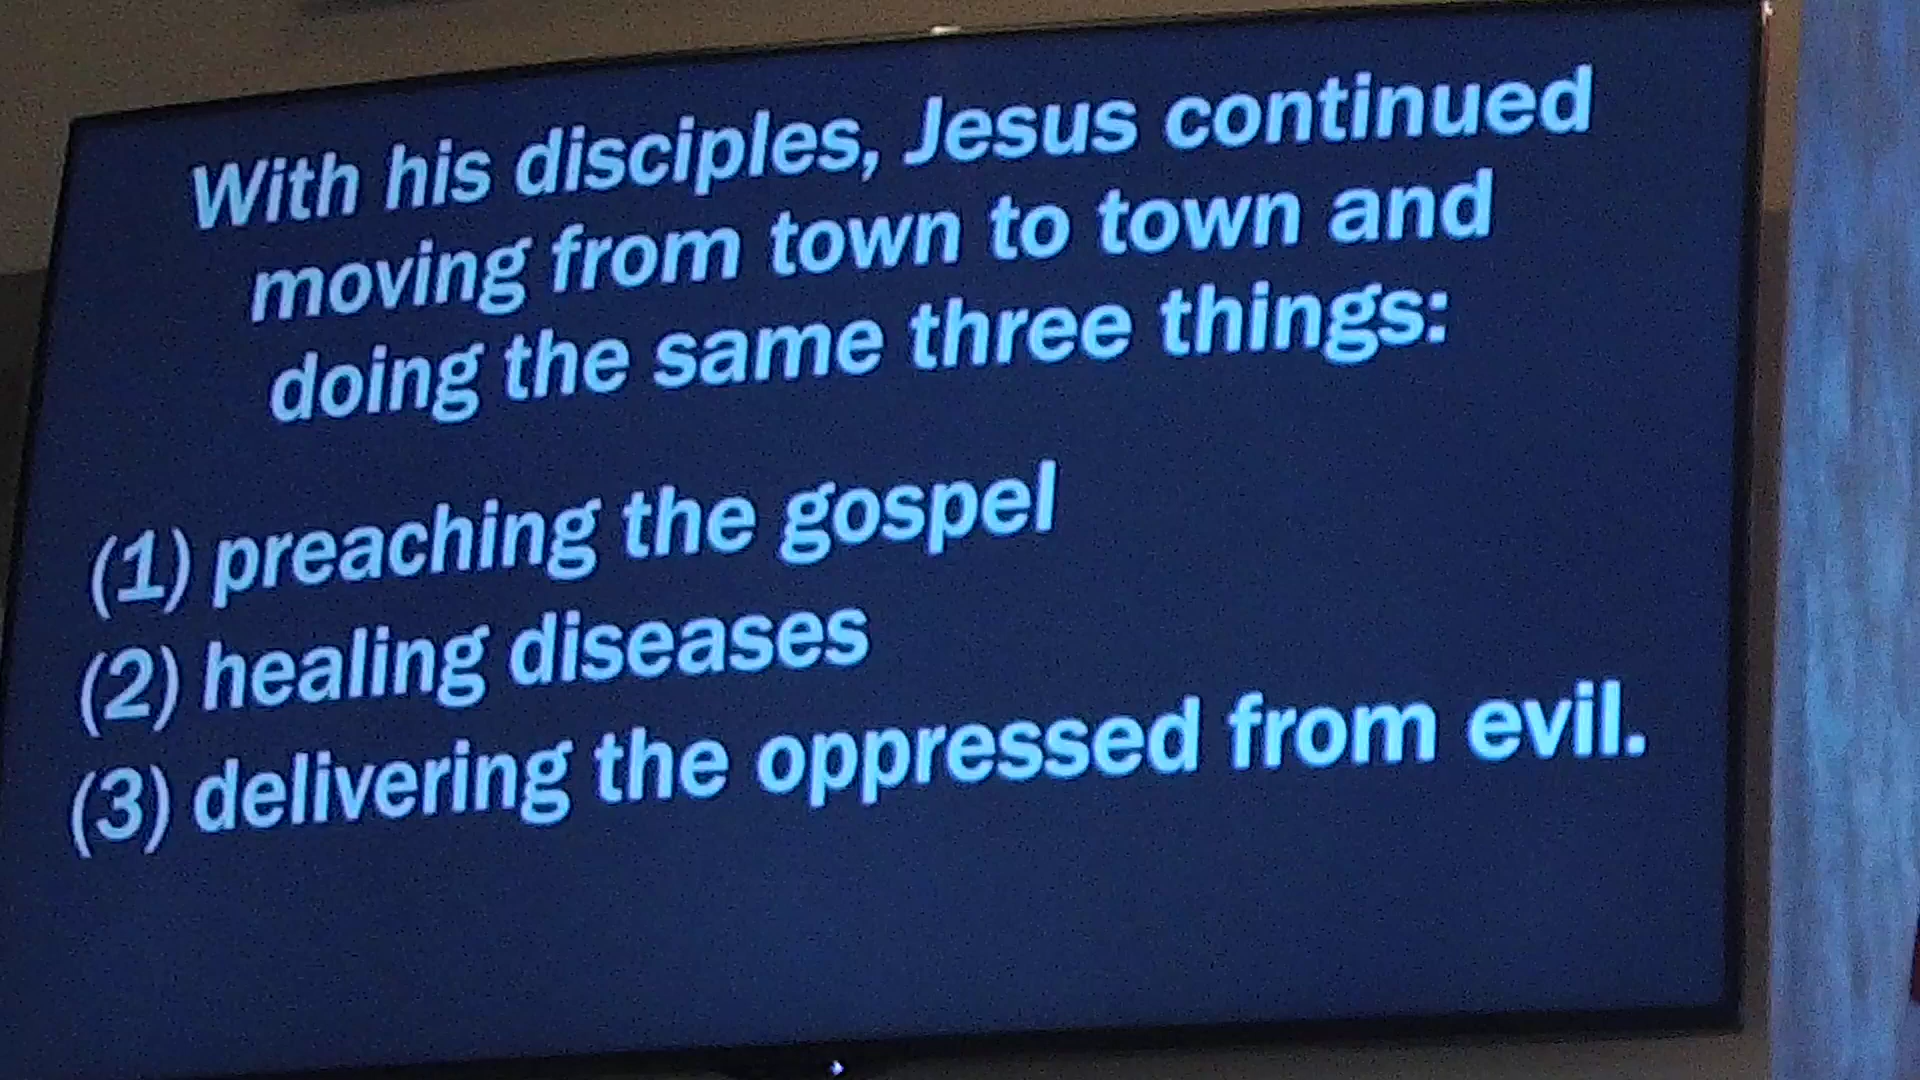 With his disciples, Jesus continued
moving from town to town and
doing the same three things:
(1) preaching the gospel
(2) healing diseases
(3) delivering the oppressed from evil.